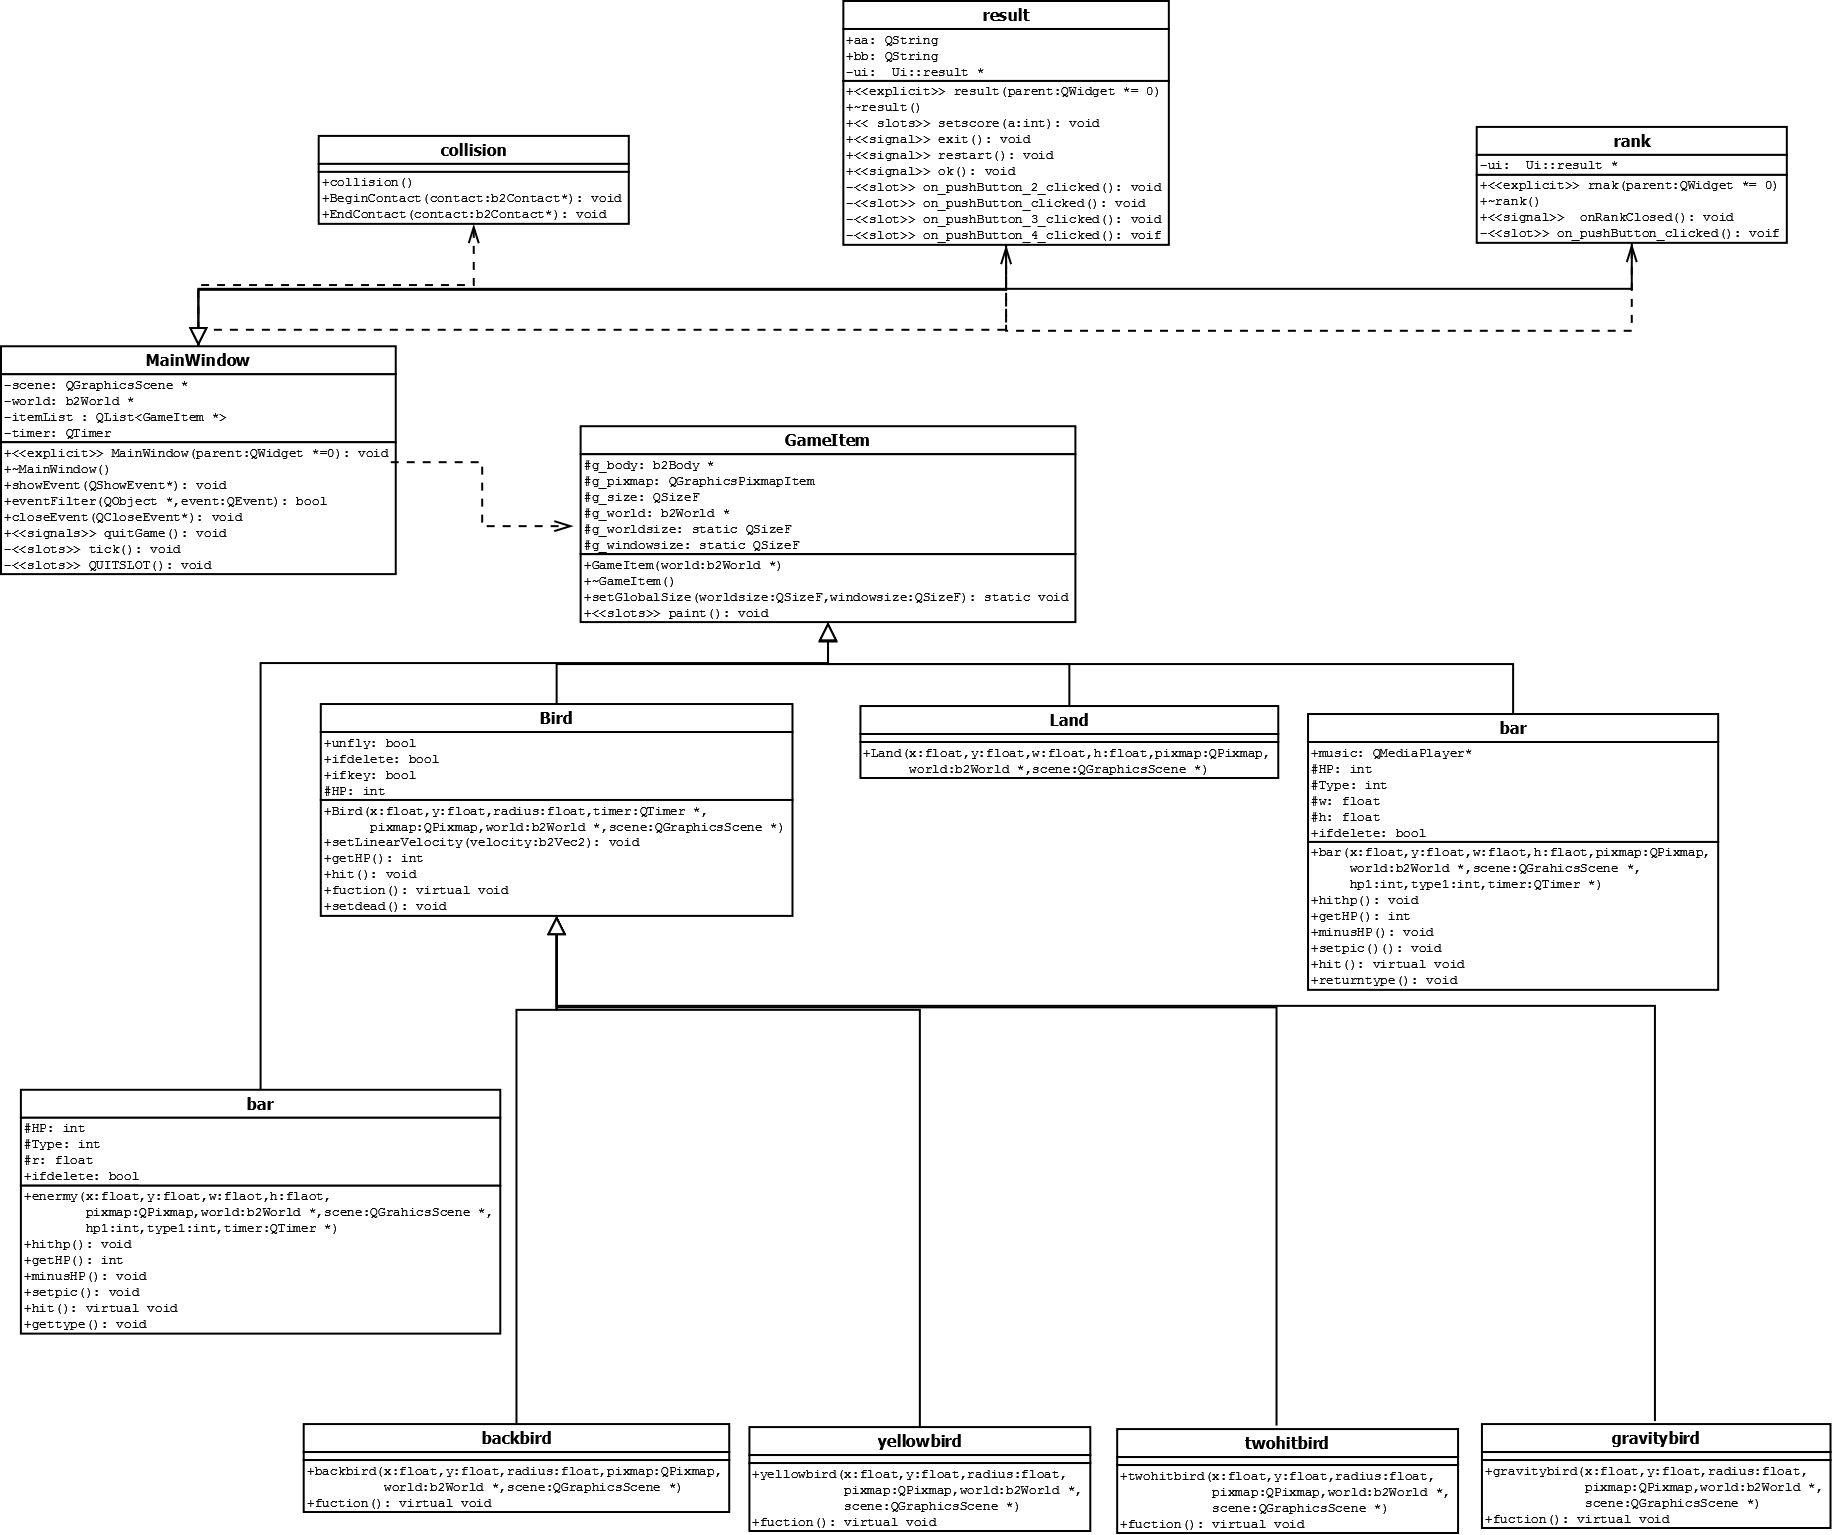 result
+aa: QString
+bb: QString
-ui:  Ui::result *
+<<explicit>> result(parent:QWidget *= 0)
+~result()
+<< slots>> setscore(a:int): void
+<<signal>> exit(): void
+<<signal>> restart(): void
+<<signal>> ok(): void
-<<slot>> on_pushButton_2_clicked(): void
-<<slot>> on_pushButton_clicked(): void
-<<slot>> on_pushButton_3_clicked(): void
-<<slot>> on_pushButton_4_clicked(): voif
collision
+collision()
+BeginContact(contact:b2Contact*): void
+EndContact(contact:b2Contact*): void
rank
-ui:  Ui::result *
+<<explicit>> rnak(parent:QWidget *= 0)
+~rank()
+<<signal>>  onRankClosed(): void
-<<slot>> on_pushButton_clicked(): voif
MainWindow
-scene: QGraphicsScene *
-world: b2World *
-itemList : QList<GameItem *>
-timer: QTimer
+<<explicit>> MainWindow(parent:QWidget *=0): void
+~MainWindow()
+showEvent(QShowEvent*): void
+eventFilter(QObject *,event:QEvent): bool
+closeEvent(QCloseEvent*): void
+<<signals>> quitGame(): void
-<<slots>> tick(): void
-<<slots>> QUITSLOT(): void
GameItem
#g_body: b2Body *
#g_pixmap: QGraphicsPixmapItem
#g_size: QSizeF
#g_world: b2World *
#g_worldsize: static QSizeF
#g_windowsize: static QSizeF
+GameItem(world:b2World *)
+~GameItem()
+setGlobalSize(worldsize:QSizeF,windowsize:QSizeF): static void
+<<slots>> paint(): void
Bird
+unfly: bool
+ifdelete: bool
+ifkey: bool
#HP: int
+Bird(x:float,y:float,radius:float,timer:QTimer *,
pixmap:QPixmap,world:b2World *,scene:QGraphicsScene *)
+setLinearVelocity(velocity:b2Vec2): void
+getHP(): int
+hit(): void
+fuction(): virtual void
+setdead(): void
Land
+Land(x:float,y:float,w:float,h:float,pixmap:QPixmap,
world:b2World *,scene:QGraphicsScene *)
bar
+music: QMediaPlayer*
#HP: int
#Type: int
#w: float
#h: float
+ifdelete: bool
+bar(x:float,y:float,w:flaot,h:flaot,pixmap:QPixmap,
world:b2World *,scene:QGrahicsScene *,
hp1:int,type1:int,timer:QTimer *)
+hithp(): void
+getHP(): int
+minusHP(): void
+setpic()(): void
+hit(): virtual void
+returntype(): void
bar
#HP: int
#Type: int
#r: float
+ifdelete: bool
+enermy(x:float,y:float,w:flaot,h:flaot,
pixmap:QPixmap,world:b2World *,scene:QGrahicsScene *,
hp1:int,type1:int,timer:QTimer *)
+hithp(): void
+getHP(): int
+minusHP(): void
+setpic(): void
+hit(): virtual void
+gettype(): void
backbird
+backbird(x:float,y:float,radius:float,pixmap:QPixmap,
world:b2World *,scene:QGraphicsScene *)
+fuction(): virtual void
yellowbird
+yellowbird(x:float,y:float,radius:float,
pixmap:QPixmap,world:b2World *,
scene:QGraphicsScene *)
+fuction(): virtual void
twohitbird
+twohitbird(x:float,y:float,radius:float,
pixmap:QPixmap,world:b2World *,
scene:QGraphicsScene *)
+fuction(): virtual void
gravitybird
+gravitybird(x:float,y:float,radius:float,
pixmap:QPixmap,world:b2World *,
scene:QGraphicsScene *)
+fuction(): virtual void